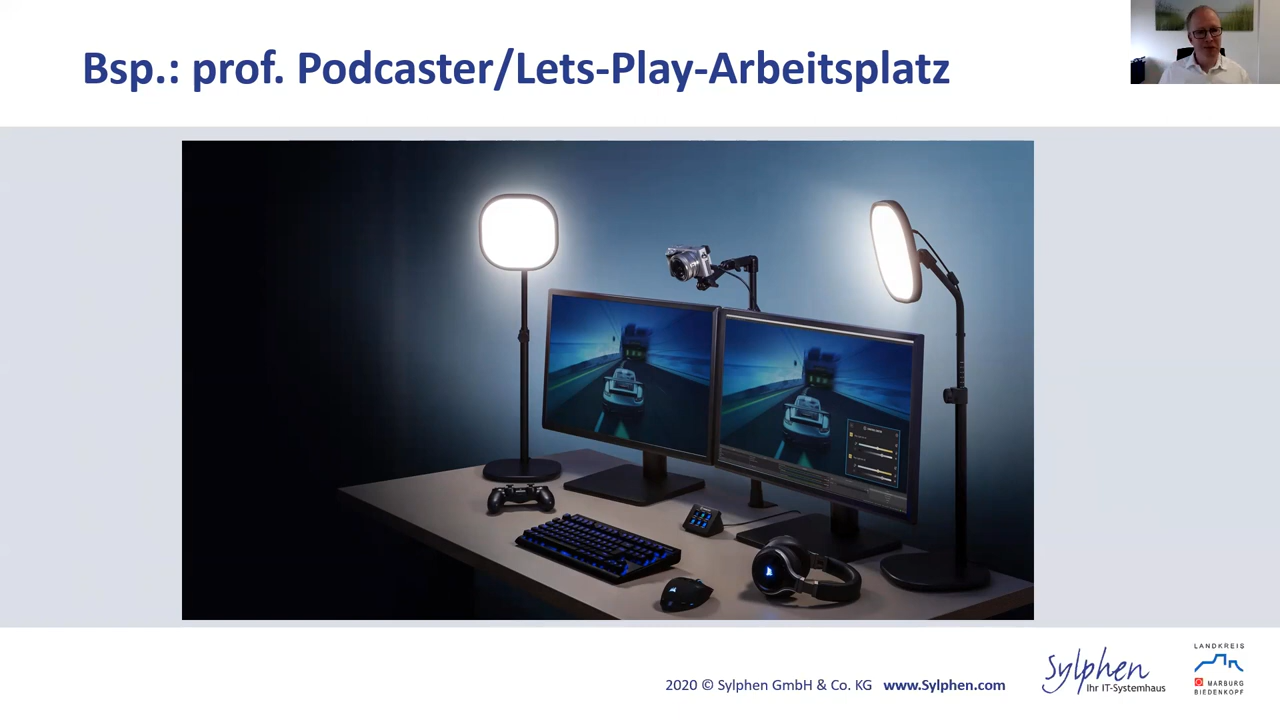 Bsp.: prof. Podcaster/Lets-Play-Arbeitsplatz
2020 © Sylphen GmbH & Co. KG www.Sylphen.com
Sylphen
Ihr IT-Systemhaus
LANDKREIS
MARBURG
BIEDENKOPF